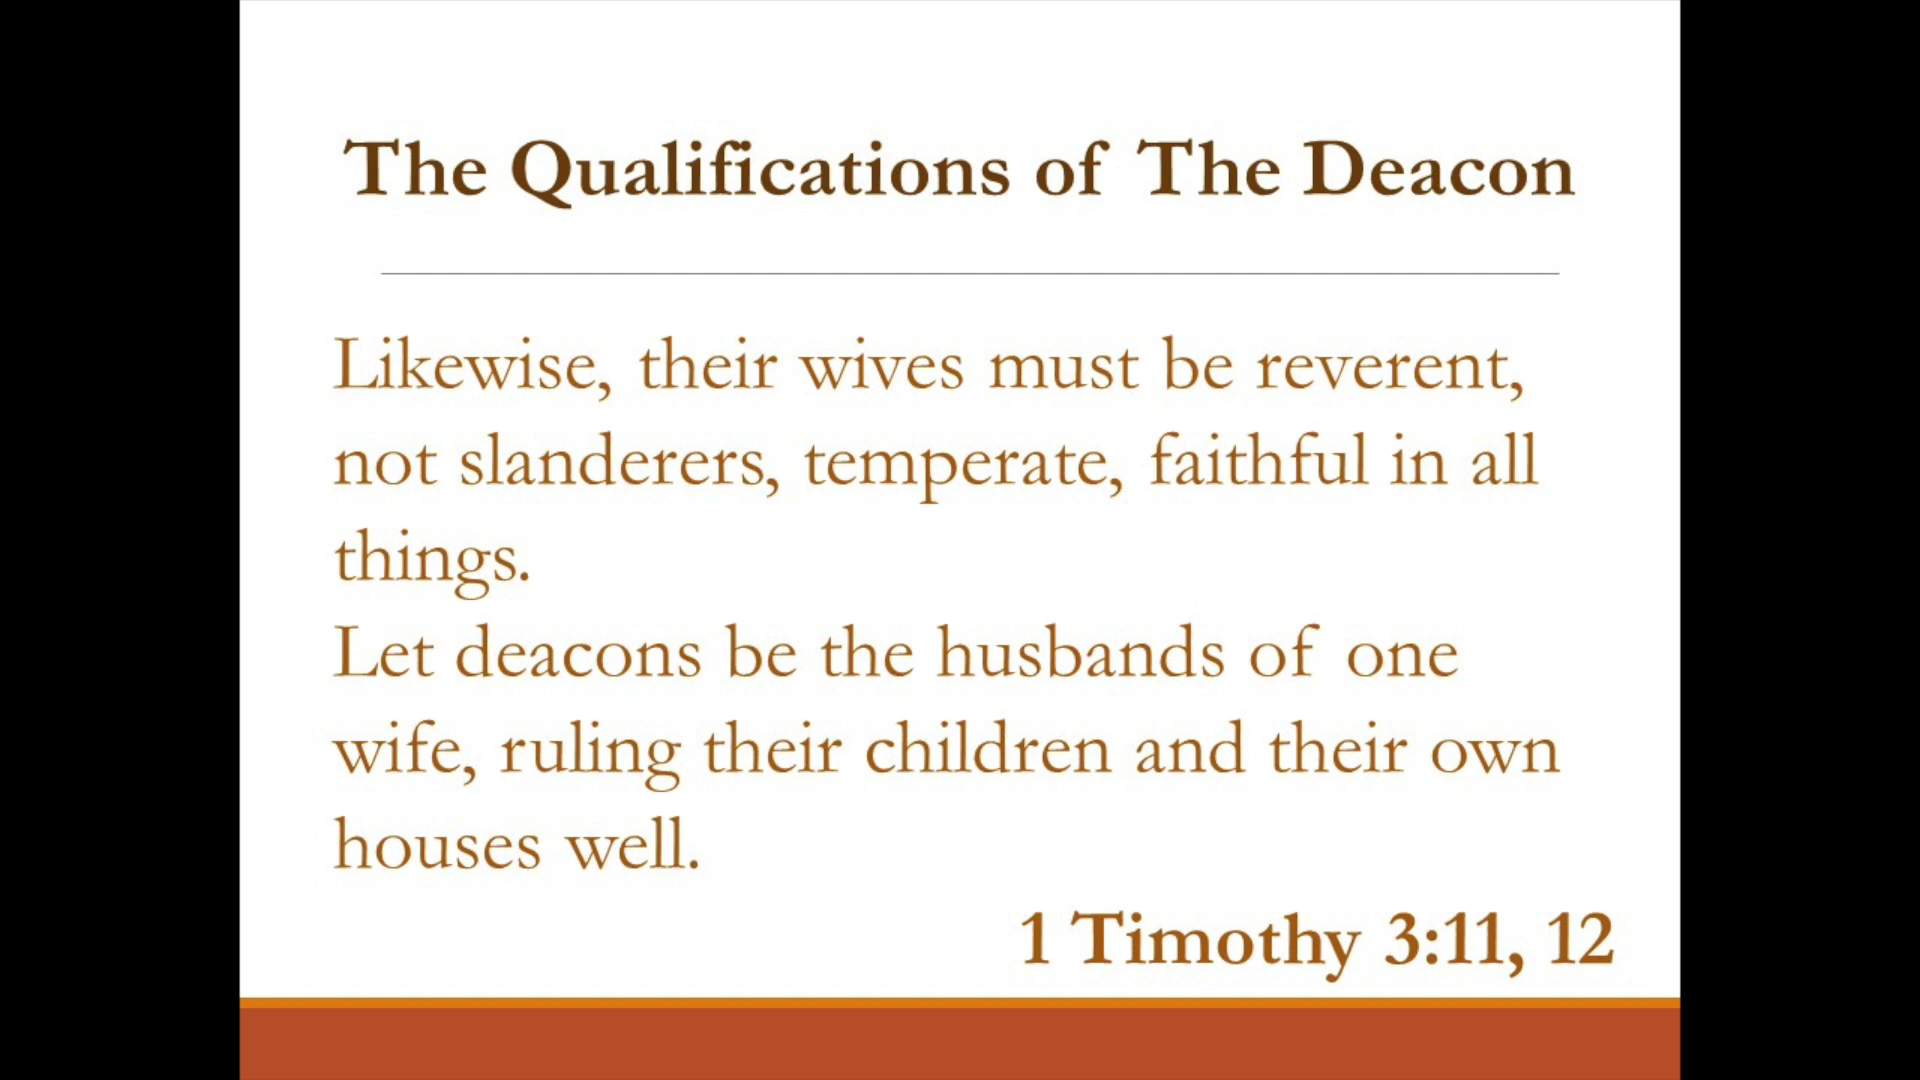 The Qualifications of The Deacon
Likewise, their wives must be reverent,
not slanderers, temperate, faithful in all
things.
Let deacons be the husbands of one
wife, ruling their children and their own
houses well.
1 Timothy 3:11, 12